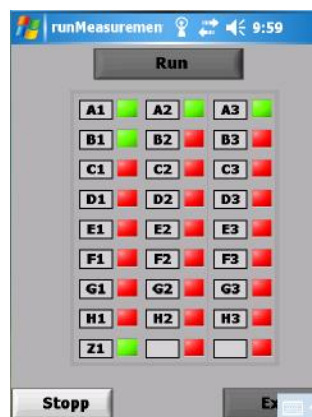 runMeasuremen 9:59
Run
A1 A2 A3
B1 B2 B3
C1 C2 C3
D1 D2 D3
E1 E2 E3
F1 F2 F3
G1 G2 G3
H1 H2 H3
Z1
Stopp Ex